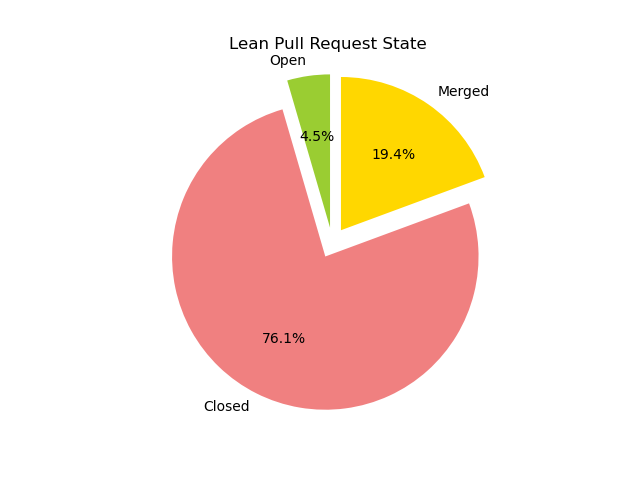 Lean Pull Request State
Open
Merged
4.5%
19.4%
76.1%
Closed